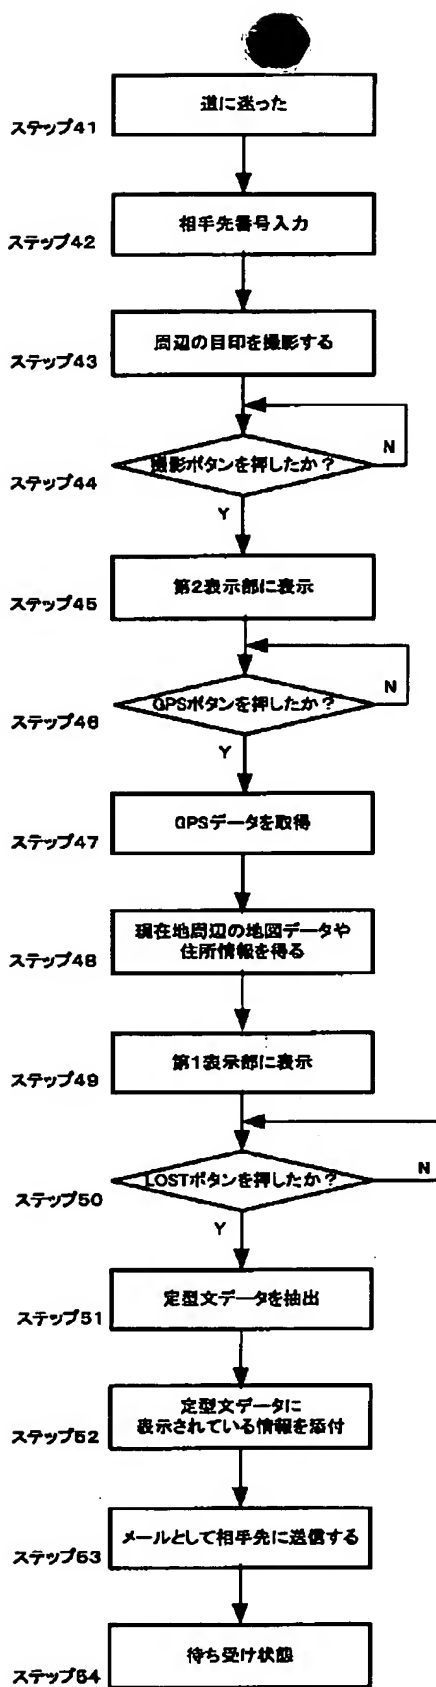 道に迷った
ステップ41
相手先番号入力
ステップ42
周辺の目印を撮影する
ステップ43
N
撮影ボタンを押したか？
ステップ44
Y
第2表示部に表示
ステップ45
N
GPSボタンを押したか？
ステップ46
Y
GPSデータを取得
ステップ47
現在地周辺の地図データや
住所情報を得る
ステップ48
第1表示部に表示
ステップ49
N
LOSTボタンを押したか？
ステップ50
Y
定型文データを抽出
ステップ51
定型文データに
表示されている情報を添付
ステップ52
メールとして相手先に送信する
ステップ53
待ち受け状態
ステップ54